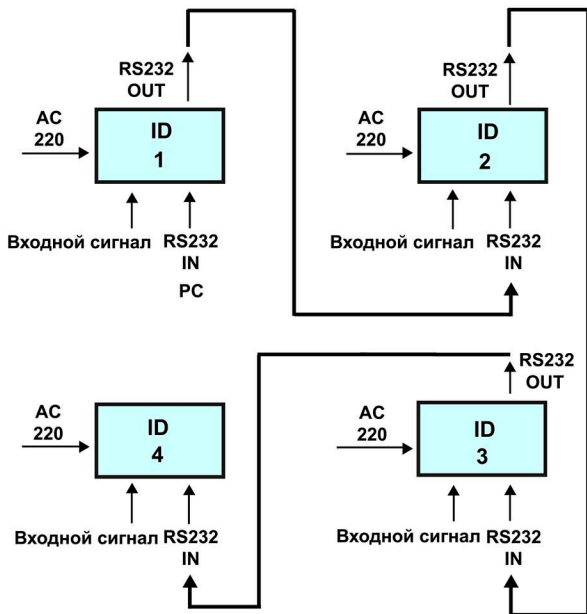 RS232
OUT
AC
220
ID
1
Входной сигнал
RS232
IN
PC
RS232
OUT
AC
220
ID
2
Входной сигнал
RS232
IN
AC
220
ID
4
Входной сигнал
RS232
IN
RS232
OUT
AC
220
ID
3
Входной сигнал
RS232
IN